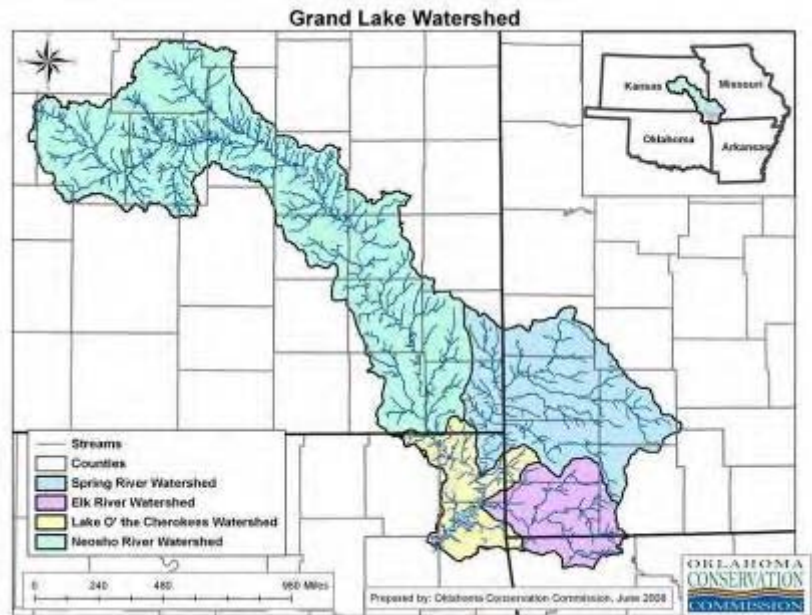 Grand Lake Watershed
Kansas
Missouri
Oklahoma
Arkansas
Streams
Counties
Spring River Watershed
Elk River Watershed
Lake O' the Cherokees Watershed
Neosho River Watershed
0 240 480 960 Miles
Prepared by: Oklahoma Conservation Commission, June 2008
OKLAHOMA
CONSERVATION
COMMISSION